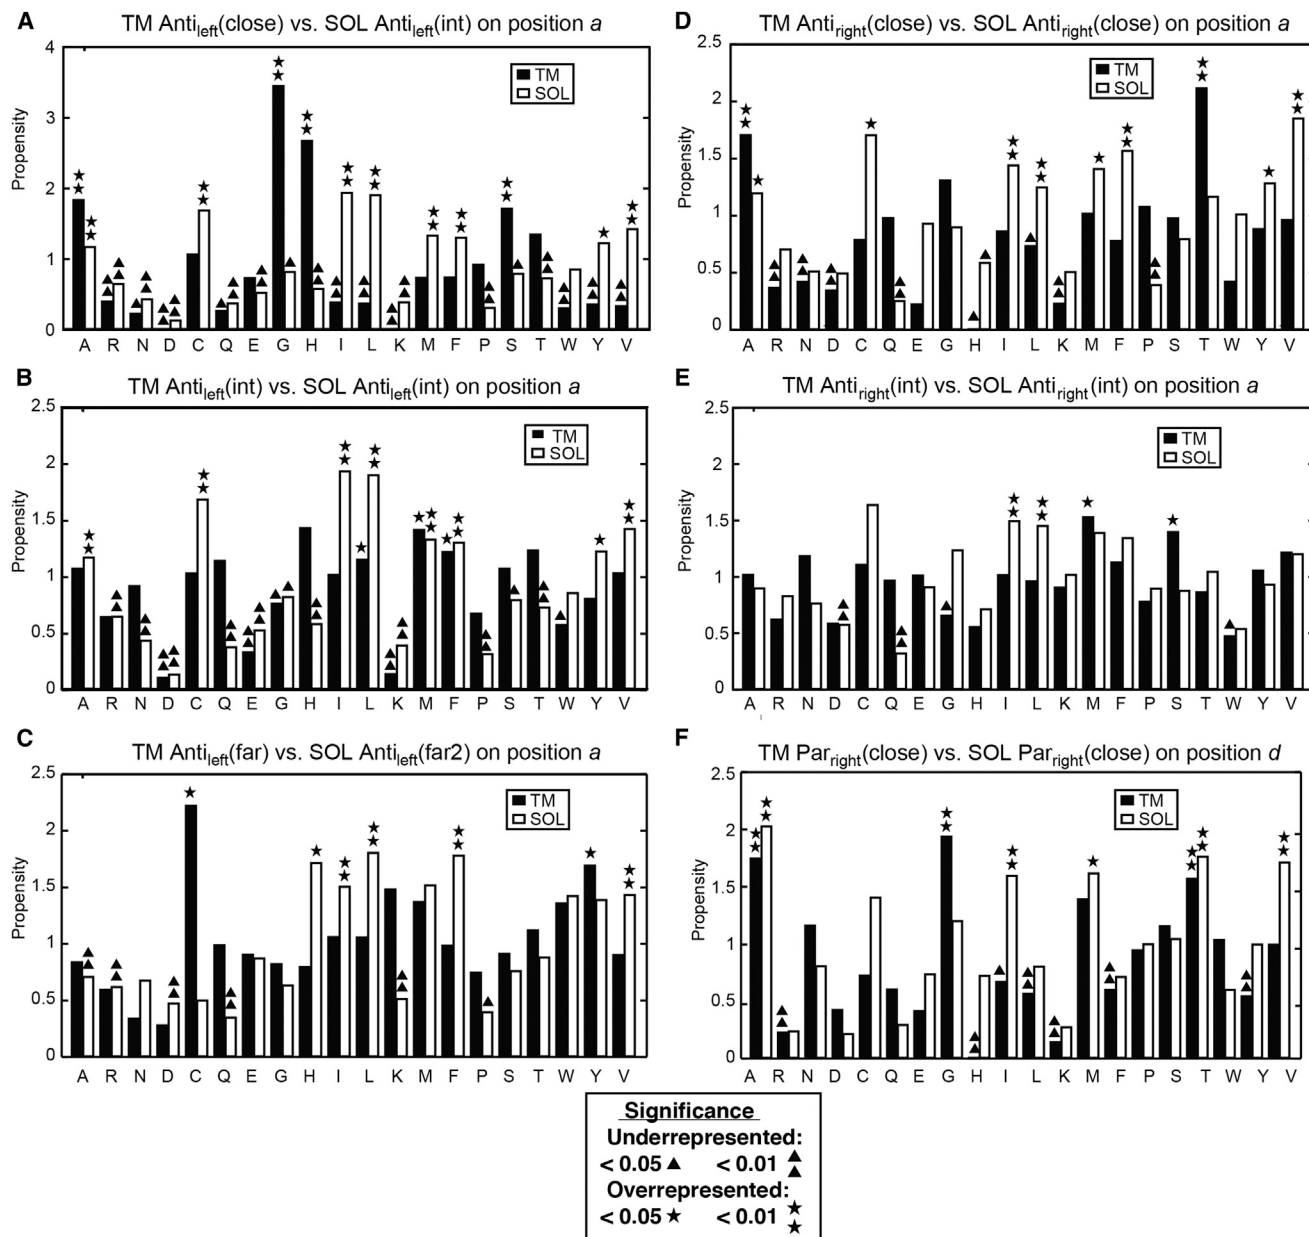 A TM Antileft(close) vs. SOL Antileft(int) on position a
4
3
2
1
0
Propensity
TM
SOL
A R N D C Q E G H I L K M F P S T W Y V
B TM Antileft(int) vs. SOL Antileft(int) on position a
2.5
2
1.5
1
0.5
0
Propensity
TM
SOL
A R N D C Q E G H I L K M F P S T W Y V
C TM Antileft(far) vs. SOL Antileft(far2) on position a
2.5
2
1.5
1
0.5
0
Propensity
TM
SOL
A R N D C Q E G H I L K M F P S T W Y V
D TM Antiright(close) vs. SOL Antiright(close) on position a
2.5
2
1.5
1
0.5
0
Propensity
TM
SOL
A R N D C Q E G H I L K M F P S T W Y V
E TM Antiright(int) vs. SOL Antiright(int) on position a
2.5
2
1.5
1
0.5
0
Propensity
TM
SOL
A R N D C Q E G H I L K M F P S T W Y V
F TM Parright(close) vs. SOL Parright(close) on position d
2.5
2
1.5
1
0.5
0
Propensity
TM
SOL
A R N D C Q E G H I L K M F P S T W Y V
Significance
Underrepresented:
< 0.05 ▲ < 0.01 ▲▲
Overrepresented:
< 0.05 ★ < 0.01 ★★